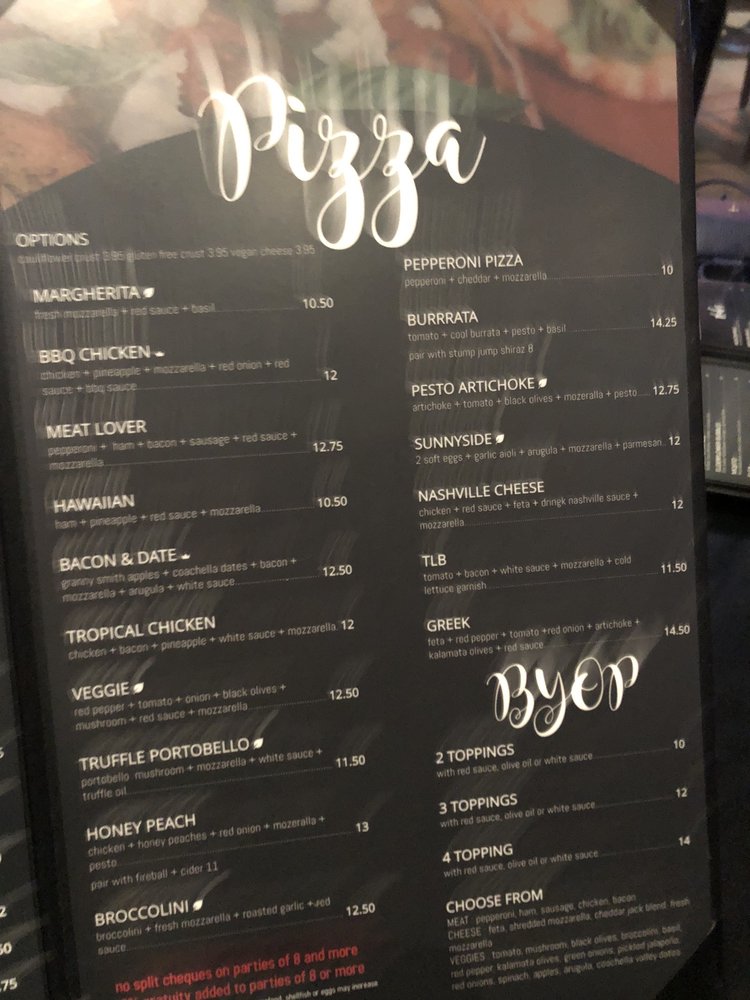 Pizza
OPTIONS
cauliflower crust 3.95 gluten free crust 3.95 vegan cheese 3.95
MARGHERITA
fresh mozzarella + red sauce + basil 10.50
BBQ CHICKEN
chicken + pineapple + mozzarella + red onion + red
sauce + bbq sauce 12
MEAT LOVER
pepperoni + ham + bacon + sausage + red sauce +
mozzarella 12.75
HAWAIIAN
ham + pineapple + red sauce + mozzarella 10.50
BACON & DATE
granny smith apples + coachella dates + bacon +
mozzarella + arugula + white sauce 12.50
TROPICAL CHICKEN
chicken + bacon + pineapple + white sauce + mozzarella 12
VEGGIE
red pepper + tomato + onion + black olives +
mushroom + red sauce + mozzarella 12.50
TRUFFLE PORTOBELLO
portobello mushroom + mozzarella + white sauce +
truffle oil 11.50
HONEY PEACH
chicken + honey peaches + red onion + mozeralla +
pesto 13
pair with fireball + cider 11
BROCCOLINI
broccolini + fresh mozzarella + roasted garlic + red
sauce 12.50
no split cheques on parties of 8 and more
gratuity added to parties of 8 or more
shellfish or eggs may increase
PEPPERONI PIZZA
pepperoni + cheddar + mozzarella 10
BURRRATA
tomato + cool burrata + pesto + basil 14.25
pair with stump jump shiraz 8
PESTO ARTICHOKE
artichoke + tomato + black olives + mozeralla + pesto 12.75
SUNNYSIDE
2 soft eggs + garlic aioli + arugula + mozzarella + parmesan 12
NASHVILLE CHEESE
chicken + red sauce + feta + dringk nashville sauce +
mozzarella 12
TLB
tomato + bacon + white sauce + mozzarella + cold
lettuce garnish 11.50
GREEK
feta + red pepper + tomato +red onion + artichoke +
kalamata olives + red sauce 14.50
BYOP
2 TOPPINGS 10
with red sauce, olive oil or white sauce
3 TOPPINGS 12
with red sauce, olive oil or white sauce
4 TOPPING 14
with red sauce, olive oil or white sauce
CHOOSE FROM
MEAT pepperoni, ham, sausage, chicken, bacon
CHEESE feta, shredded mozzarella, cheddar jack blend, fresh
mozzarella
VEGGIES tomato, mushroom, black olives, broccolini, basil,
red pepper kalamata olives, green onions, pickled jalapeño,
red onions, spinach, apples, arugula, coachella valley dates